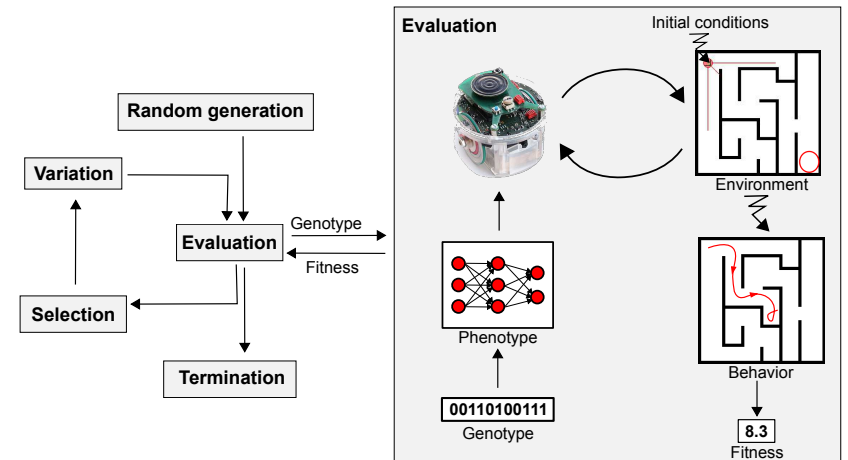 Evaluation
Initial conditions
Random generation
Variation
Environment
Genotype
Evaluation
Fitness
Selection
Phenotype
Termination
Behavior
00110100111
Genotype
8.3
Fitness